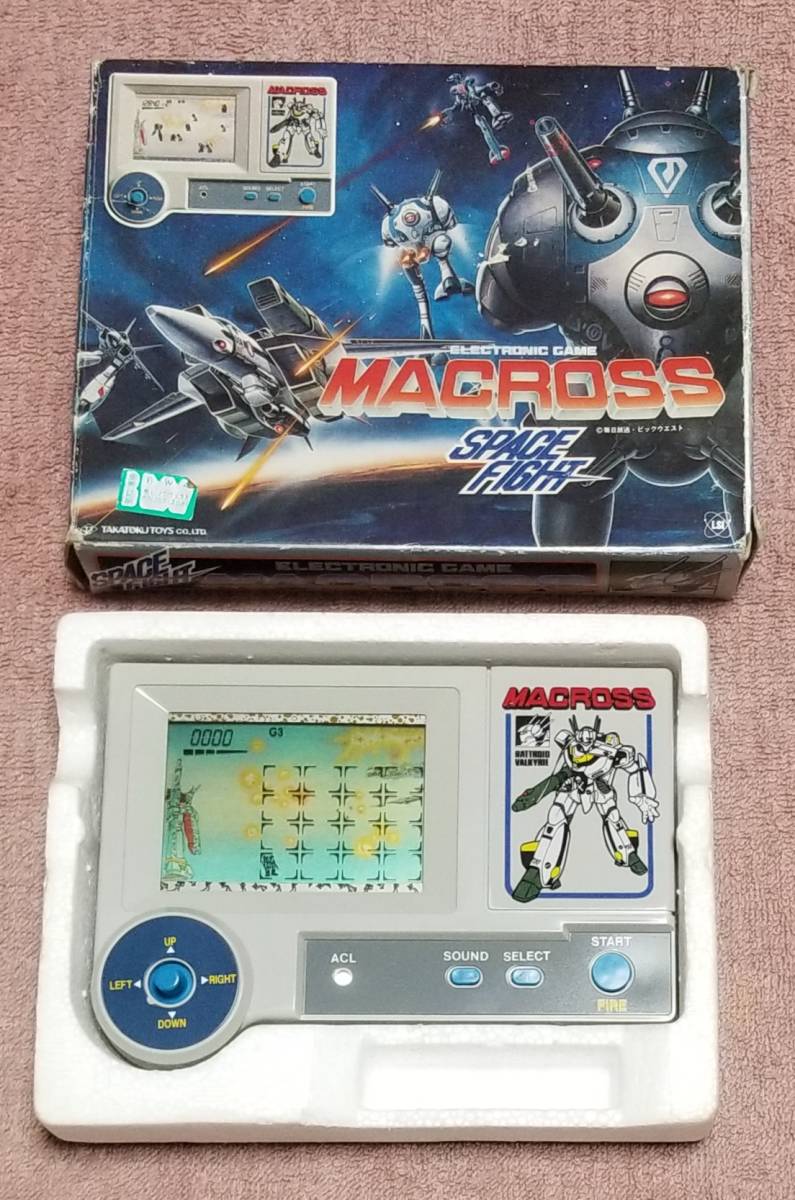 MACROSS
ACL
SOUND SELECT
START
FIRE
ELECTRONIC GAME
MACROSS
©毎日放送・ビックウエスト
SPACE
FIGHT
TAKATOKU TOYS CO.,LTD.
LSI
SPACE
FIGHT
ELECTRONIC GAME
0000
G3
MACROSS
BATTROID
VALKYRIE
UP
LEFT
RIGHT
DOWN
ACL
SOUND
SELECT
START
FIRE